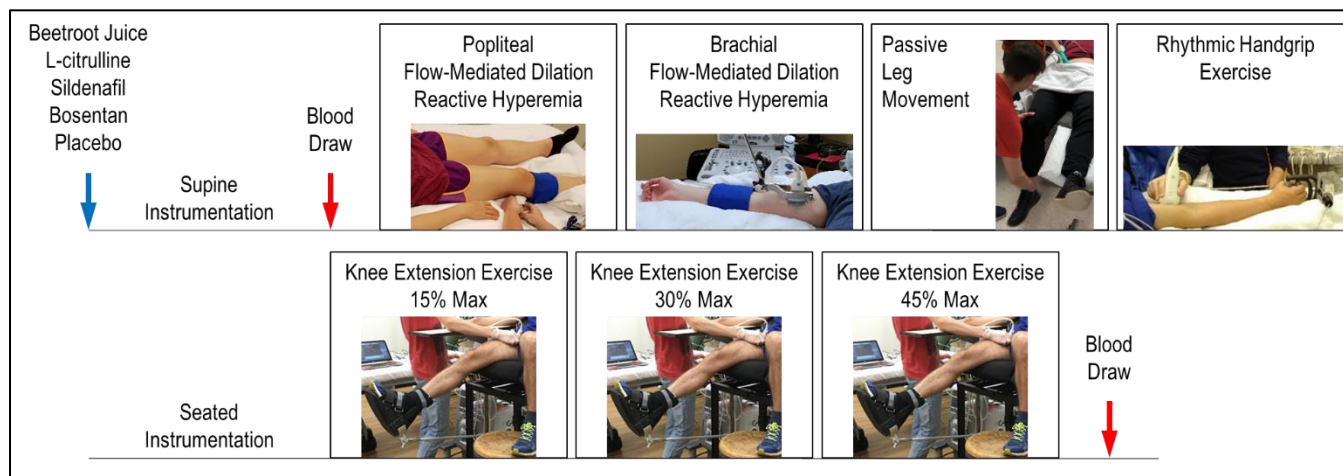 Beetroot Juice
L-citrulline
Sildenafil
Bosentan
Placebo
Supine
Instrumentation
Blood
Draw
Popliteal
Flow-Mediated Dilation
Reactive Hyperemia
Brachial
Flow-Mediated Dilation
Reactive Hyperemia
Passive
Leg
Movement
Rhythmic Handgrip
Exercise
Seated
Instrumentation
Knee Extension Exercise
15% Max
Knee Extension Exercise
30% Max
Knee Extension Exercise
45% Max
Blood
Draw